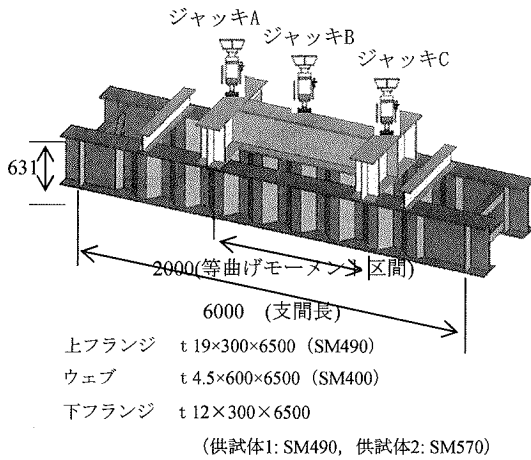 ジャッキA
ジャッキB
ジャッキC
631
2000(等曲げモーメント区間)
6000 (支間長)
上フランジ t 19×300×6500 (SM490)
ウェブ t 4.5×600×6500 (SM400)
下フランジ t 12×300×6500
(供試体1: SM490, 供試体2: SM570)